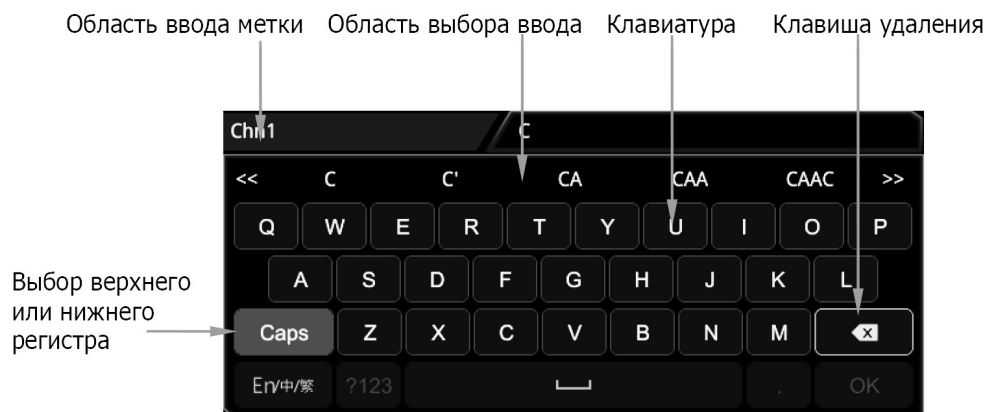 Область ввода метки Область выбора ввода Клавиатура Клавиша удаления
Chn1 C
<< C C' CA CAA CAAC >>
Q W E R T Y U I O P
A S D F G H J K L
Выбор верхнего
или нижнего
регистра
Caps Z X C V B N M
En/中/繁 ?123 . OK